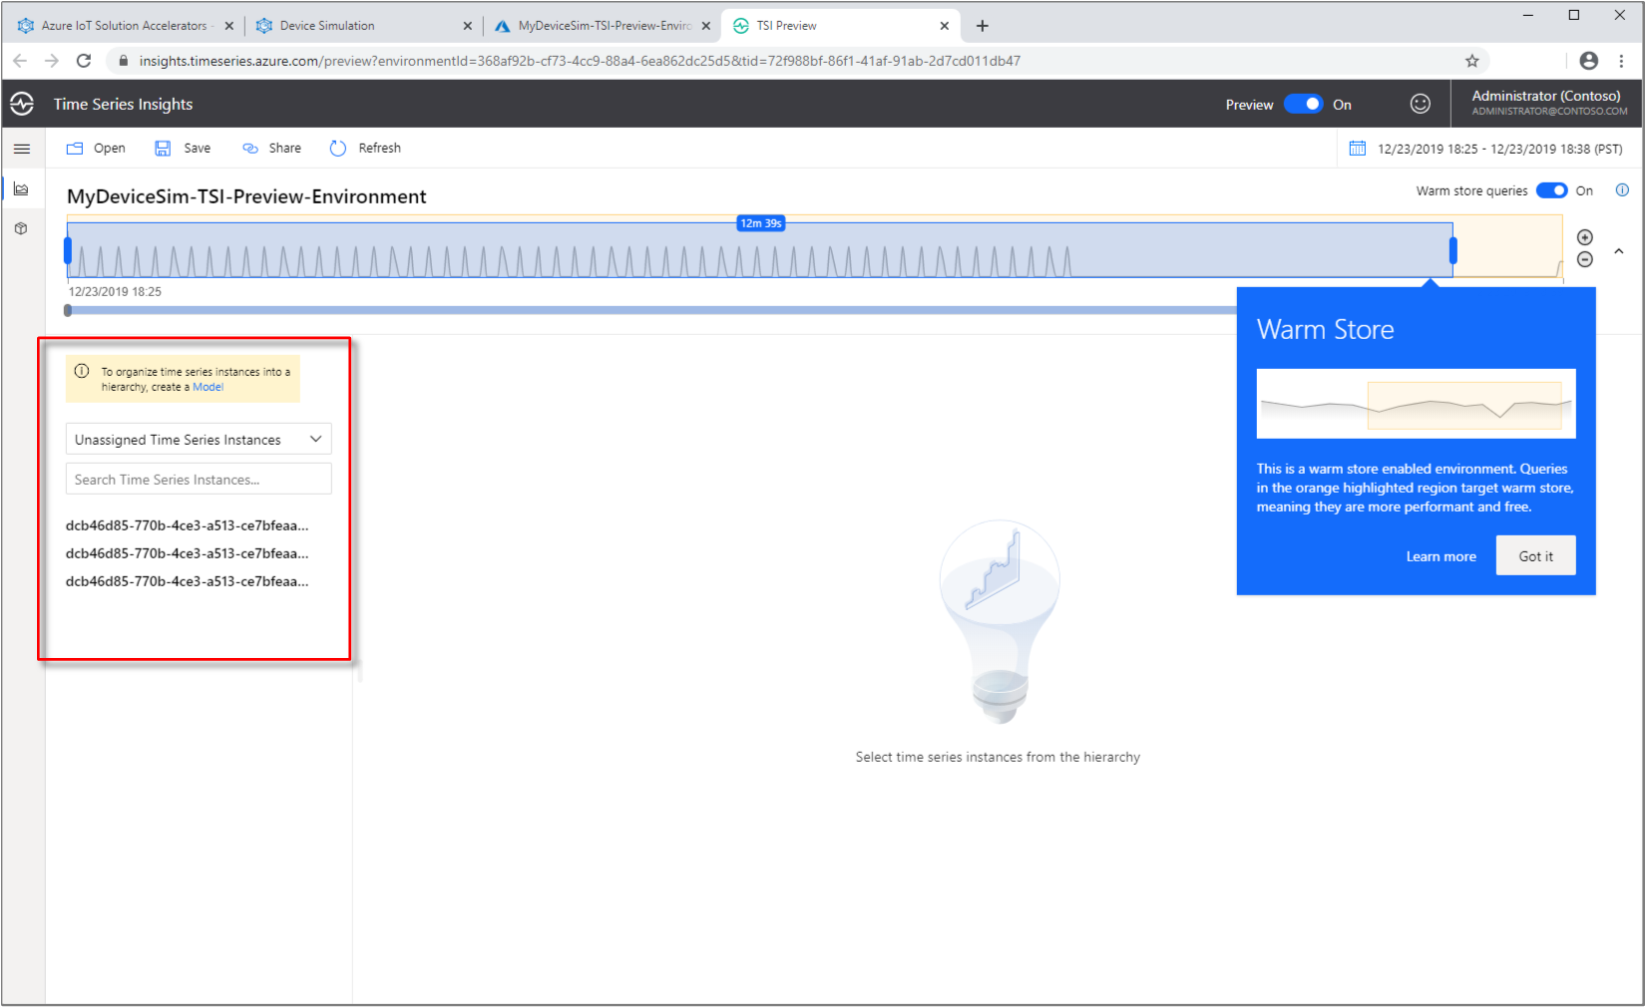 Azure IoT Solution Accelerators -
Device Simulation
MyDeviceSim-TSI-Preview-Enviro
TSI Preview
insights.timeseries.azure.com/preview?environmentId=368af92b-cf73-4cc9-88a4-6ea862dc25d5&tid=72f988bf-86f1-41af-91ab-2d7cd011db47
Time Series Insights
Preview
On
Administrator (Contoso)
ADMINISTRATOR@CONTOSO.COM
Open
Save
Share
Refresh
12/23/2019 18:25 - 12/23/2019 18:38 (PST)
MyDeviceSim-TSI-Preview-Environment
Warm store queries
On
12m 39s
12/23/2019 18:25
To organize time series instances into a
hierarchy, create a Model
Unassigned Time Series Instances
Search Time Series Instances...
dcb46d85-770b-4ce3-a513-ce7bfeaa...
dcb46d85-770b-4ce3-a513-ce7bfeaa...
dcb46d85-770b-4ce3-a513-ce7bfeaa...
Warm Store
This is a warm store enabled environment. Queries
in the orange highlighted region target warm store,
meaning they are more performant and free.
Learn more
Got it
Select time series instances from the hierarchy